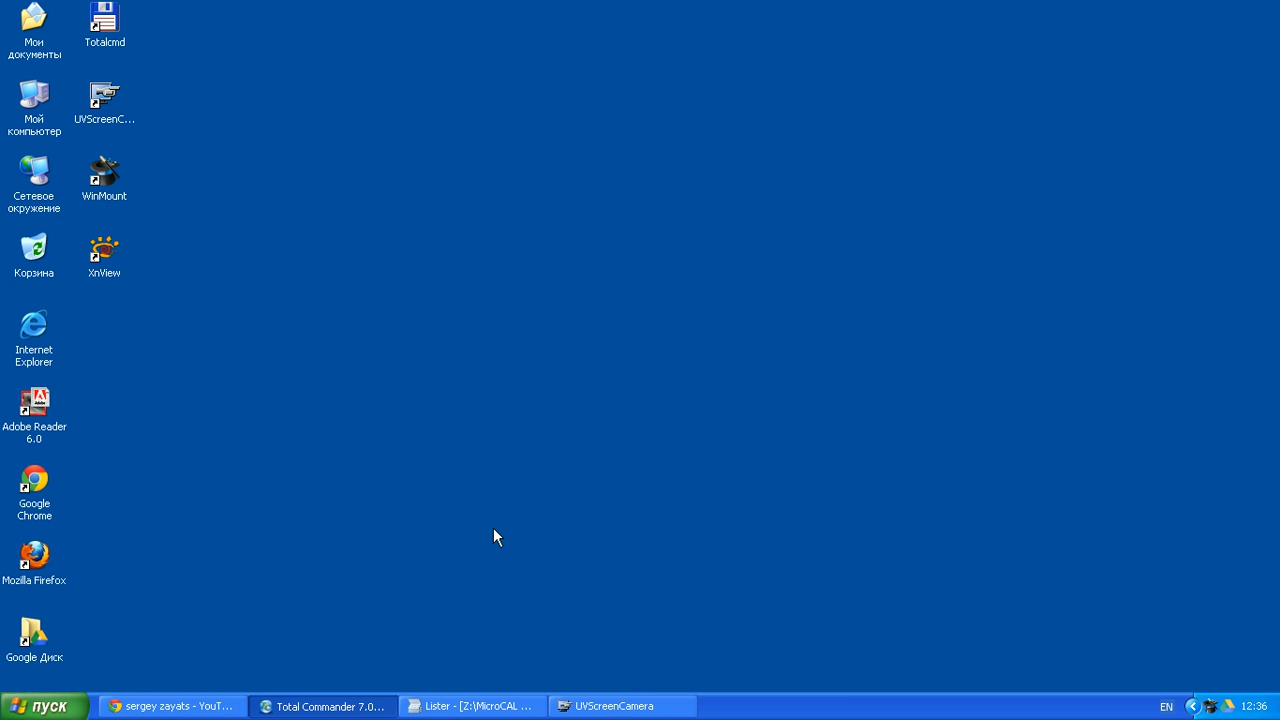 Мои
документы
Totalcmd
Мой
компьютер
UVScreenC...
Сетевое
окружение
WinMount
Корзина
XnView
Internet
Explorer
Adobe Reader
6.0
Google
Chrome
Mozilla Firefox
Google Диск
пуск
sergey zayats - YouT...
Total Commander 7.0...
Lister - [Z:\MicroCAL ...
UVScreenCamera
EN
12:36